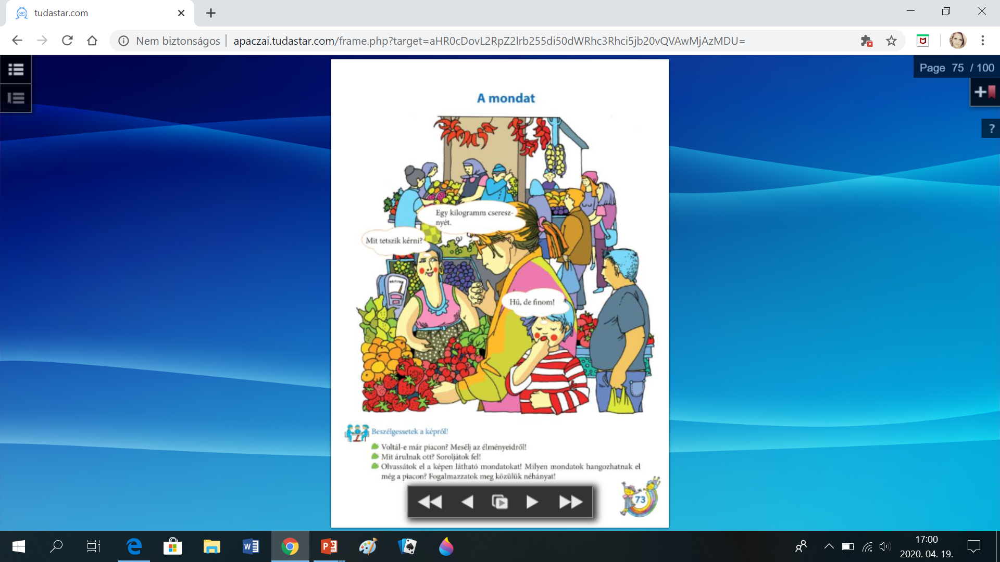 tudastar.com
Nem biztonságos
apaczai.tudastar.com/frame.php?target=aHR0cDovL2RpZ2lrb255di50dWRhc3Rhci5jb20vQVAwMjAzMDU=
Page 75 / 100
?
A mondat
Egy kilogramm cseresz-
nyét.
Mit tetszik kérni?
Hű, de finom!
Beszélgessetek a képről!
Voltál-e már piacon? Mesélj az élményeidről!
Mit árulnak ott? Soroljátok fel!
Olvassátok el a képen látható mondatokat! Milyen mondatok hangozhatnak el
még a piacon? Fogalmazzatok meg közülük néhányat!
73
17:00
2020. 04. 19.